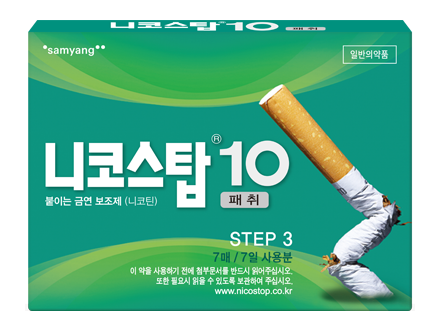 니코스탑 10 패취
•samyang••
일반의약품
니코스탑® 10
패취
붙이는 금연 보조제 (니코틴)
STEP 3
7매 / 7일 사용분
이 약을 사용하기 전에 첨부문서를 반드시 읽어주십시오.
또한 필요시 읽을 수 있도록 보관하여 주십시오.
www.nicostop.co.kr